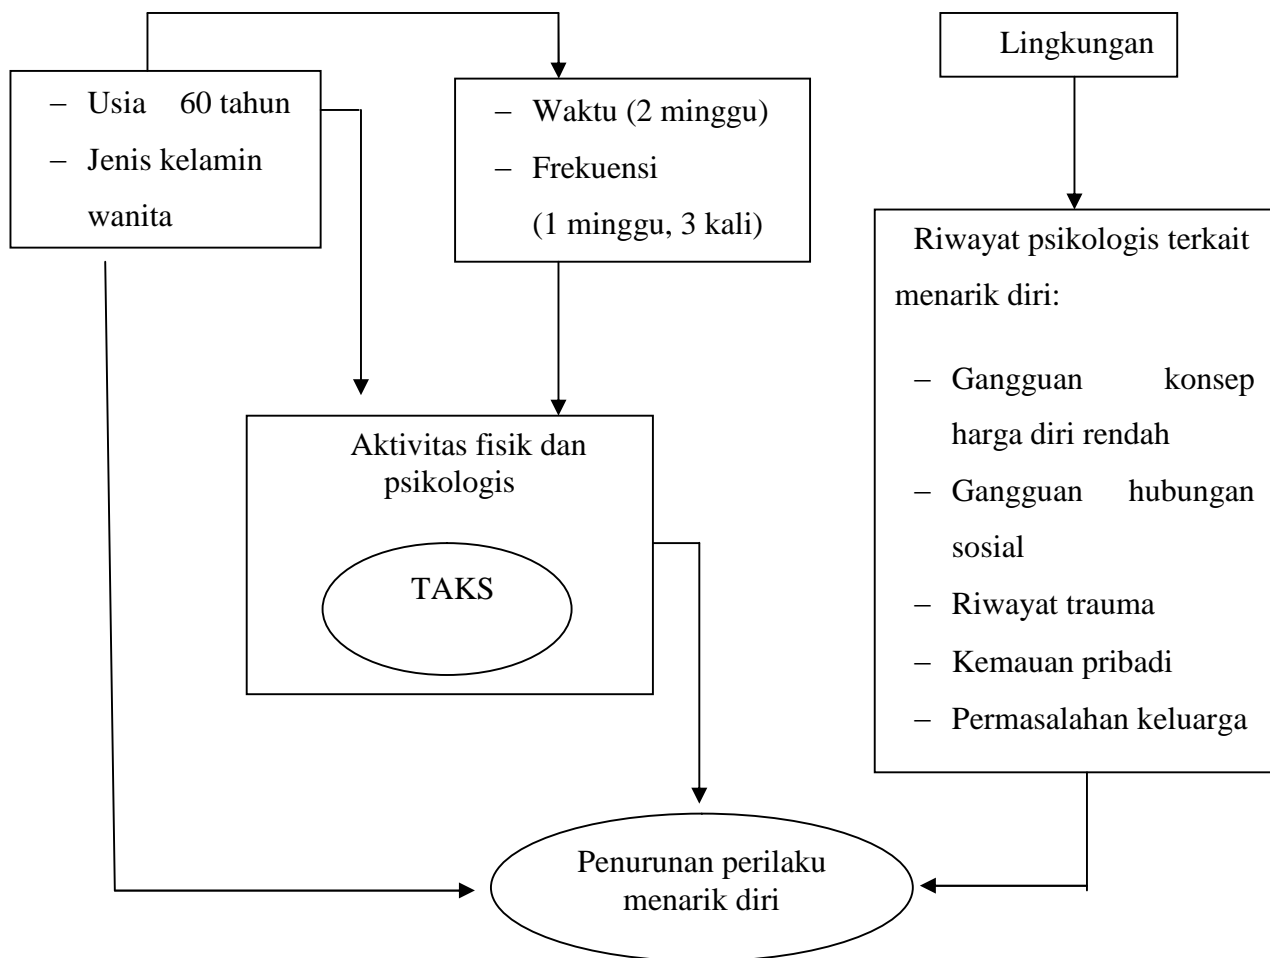 – Usia 60 tahun
– Jenis kelamin
wanita
– Waktu (2 minggu)
– Frekuensi
(1 minggu, 3 kali)
Lingkungan
Riwayat psikologis terkait
menarik diri:
– Gangguan konsep
harga diri rendah
– Gangguan hubungan
sosial
– Riwayat trauma
– Kemauan pribadi
– Permasalahan keluarga
Aktivitas fisik dan
psikologis
TAKS
Penurunan perilaku
menarik diri